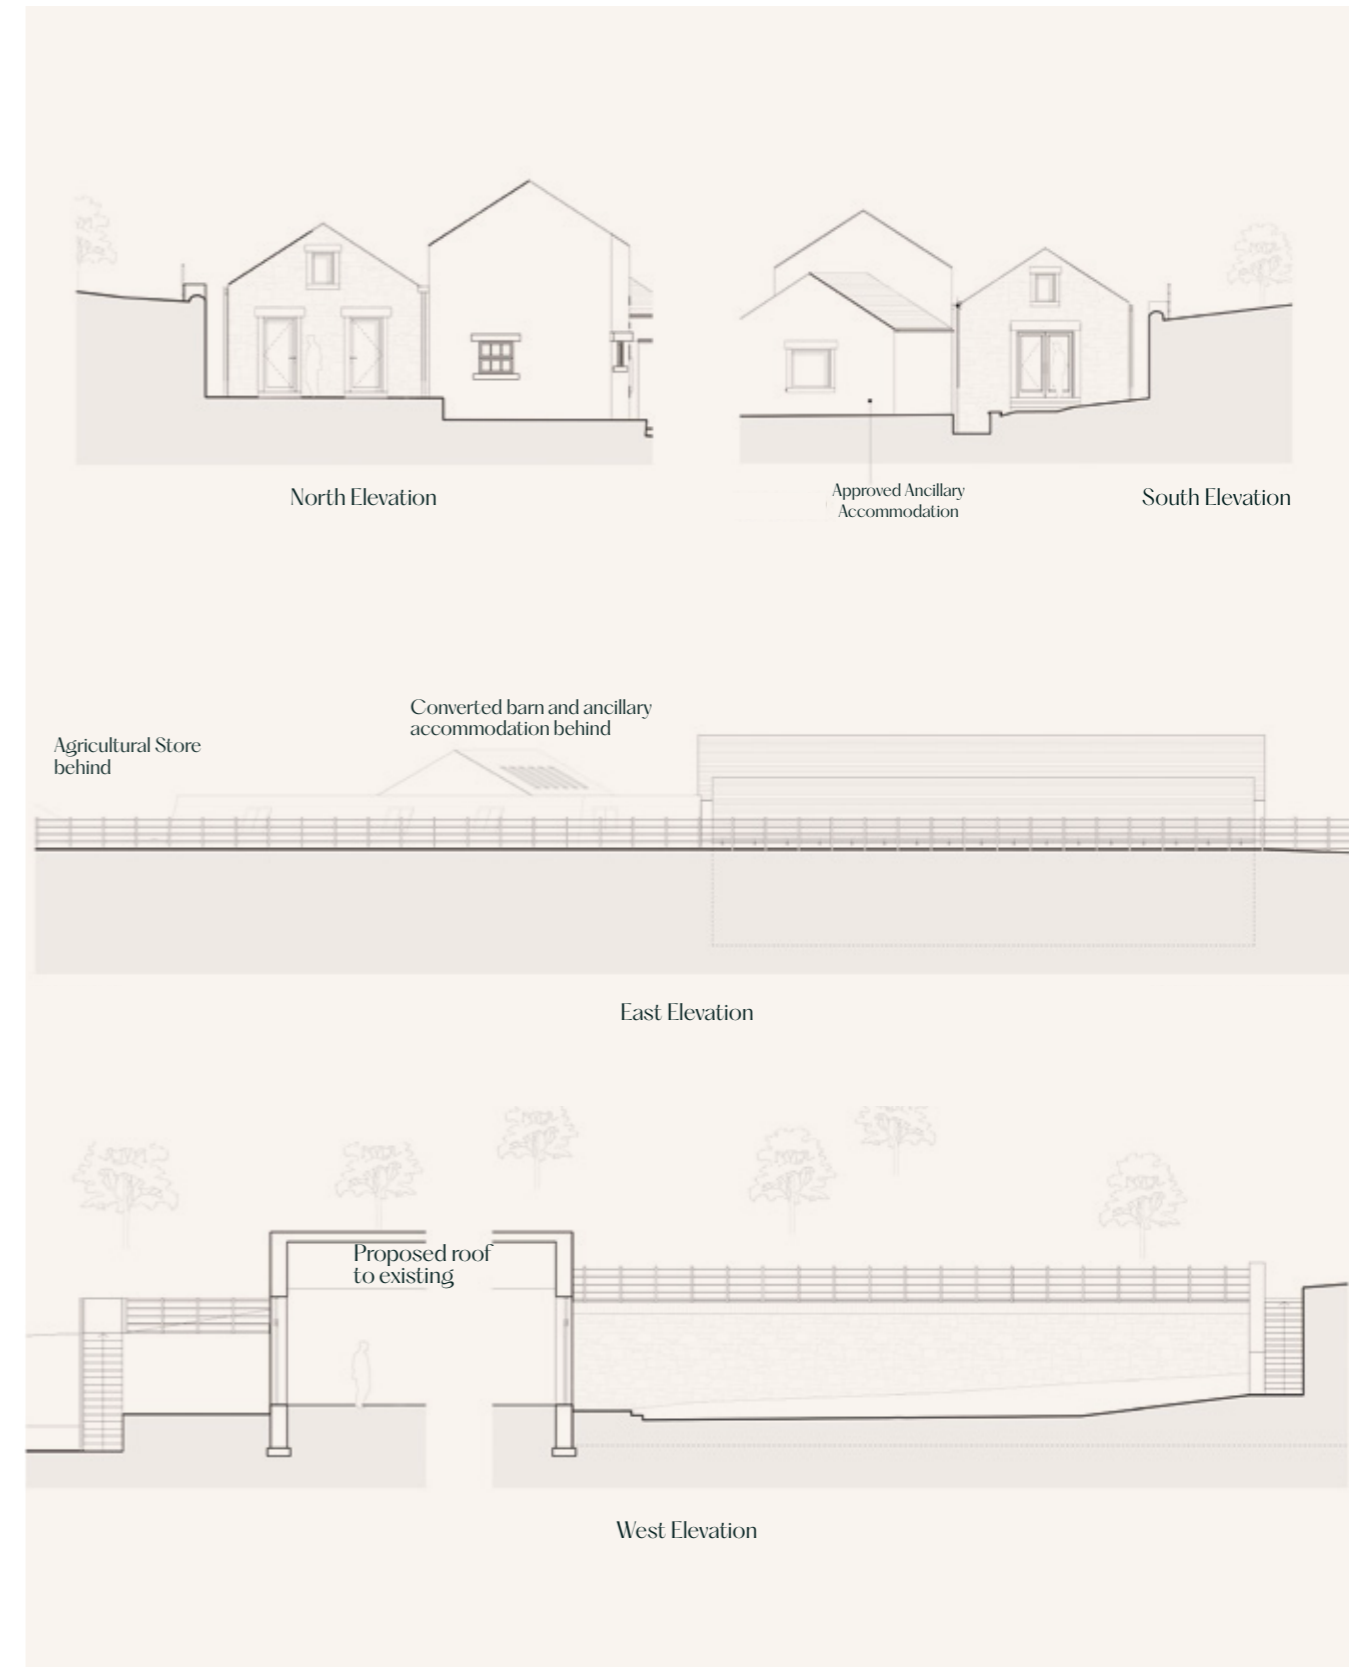 North Elevation
Approved Ancillary
Accommodation
South Elevation
Converted barn and ancillary
accommodation behind
Agricultural Store
behind
East Elevation
Proposed roof
to existing
West Elevation